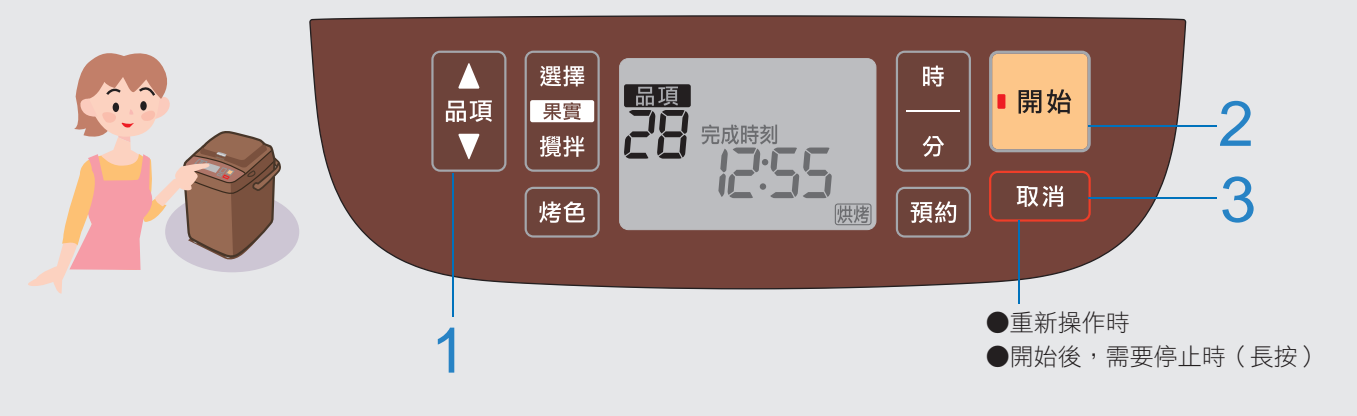 ▲
品項
▼
選擇
果實
攪拌
烤色
品項
28
完成時刻
12:55
烘烤
時
分
預約
開始
取消
1
2
3
●重新操作時
●開始後，需要停止時（長按）